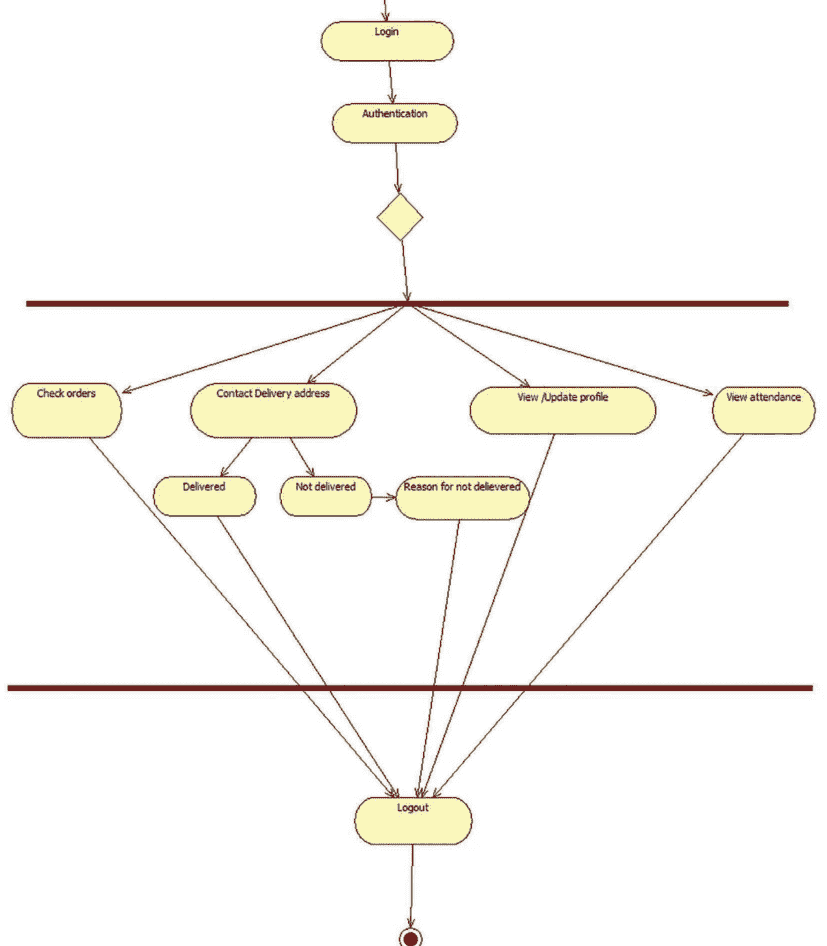 Login
Authentication
Check orders
Contact Delivery address
View /Update profile
View attendance
Delivered
Not delivered
Reason for not delievered
Logout